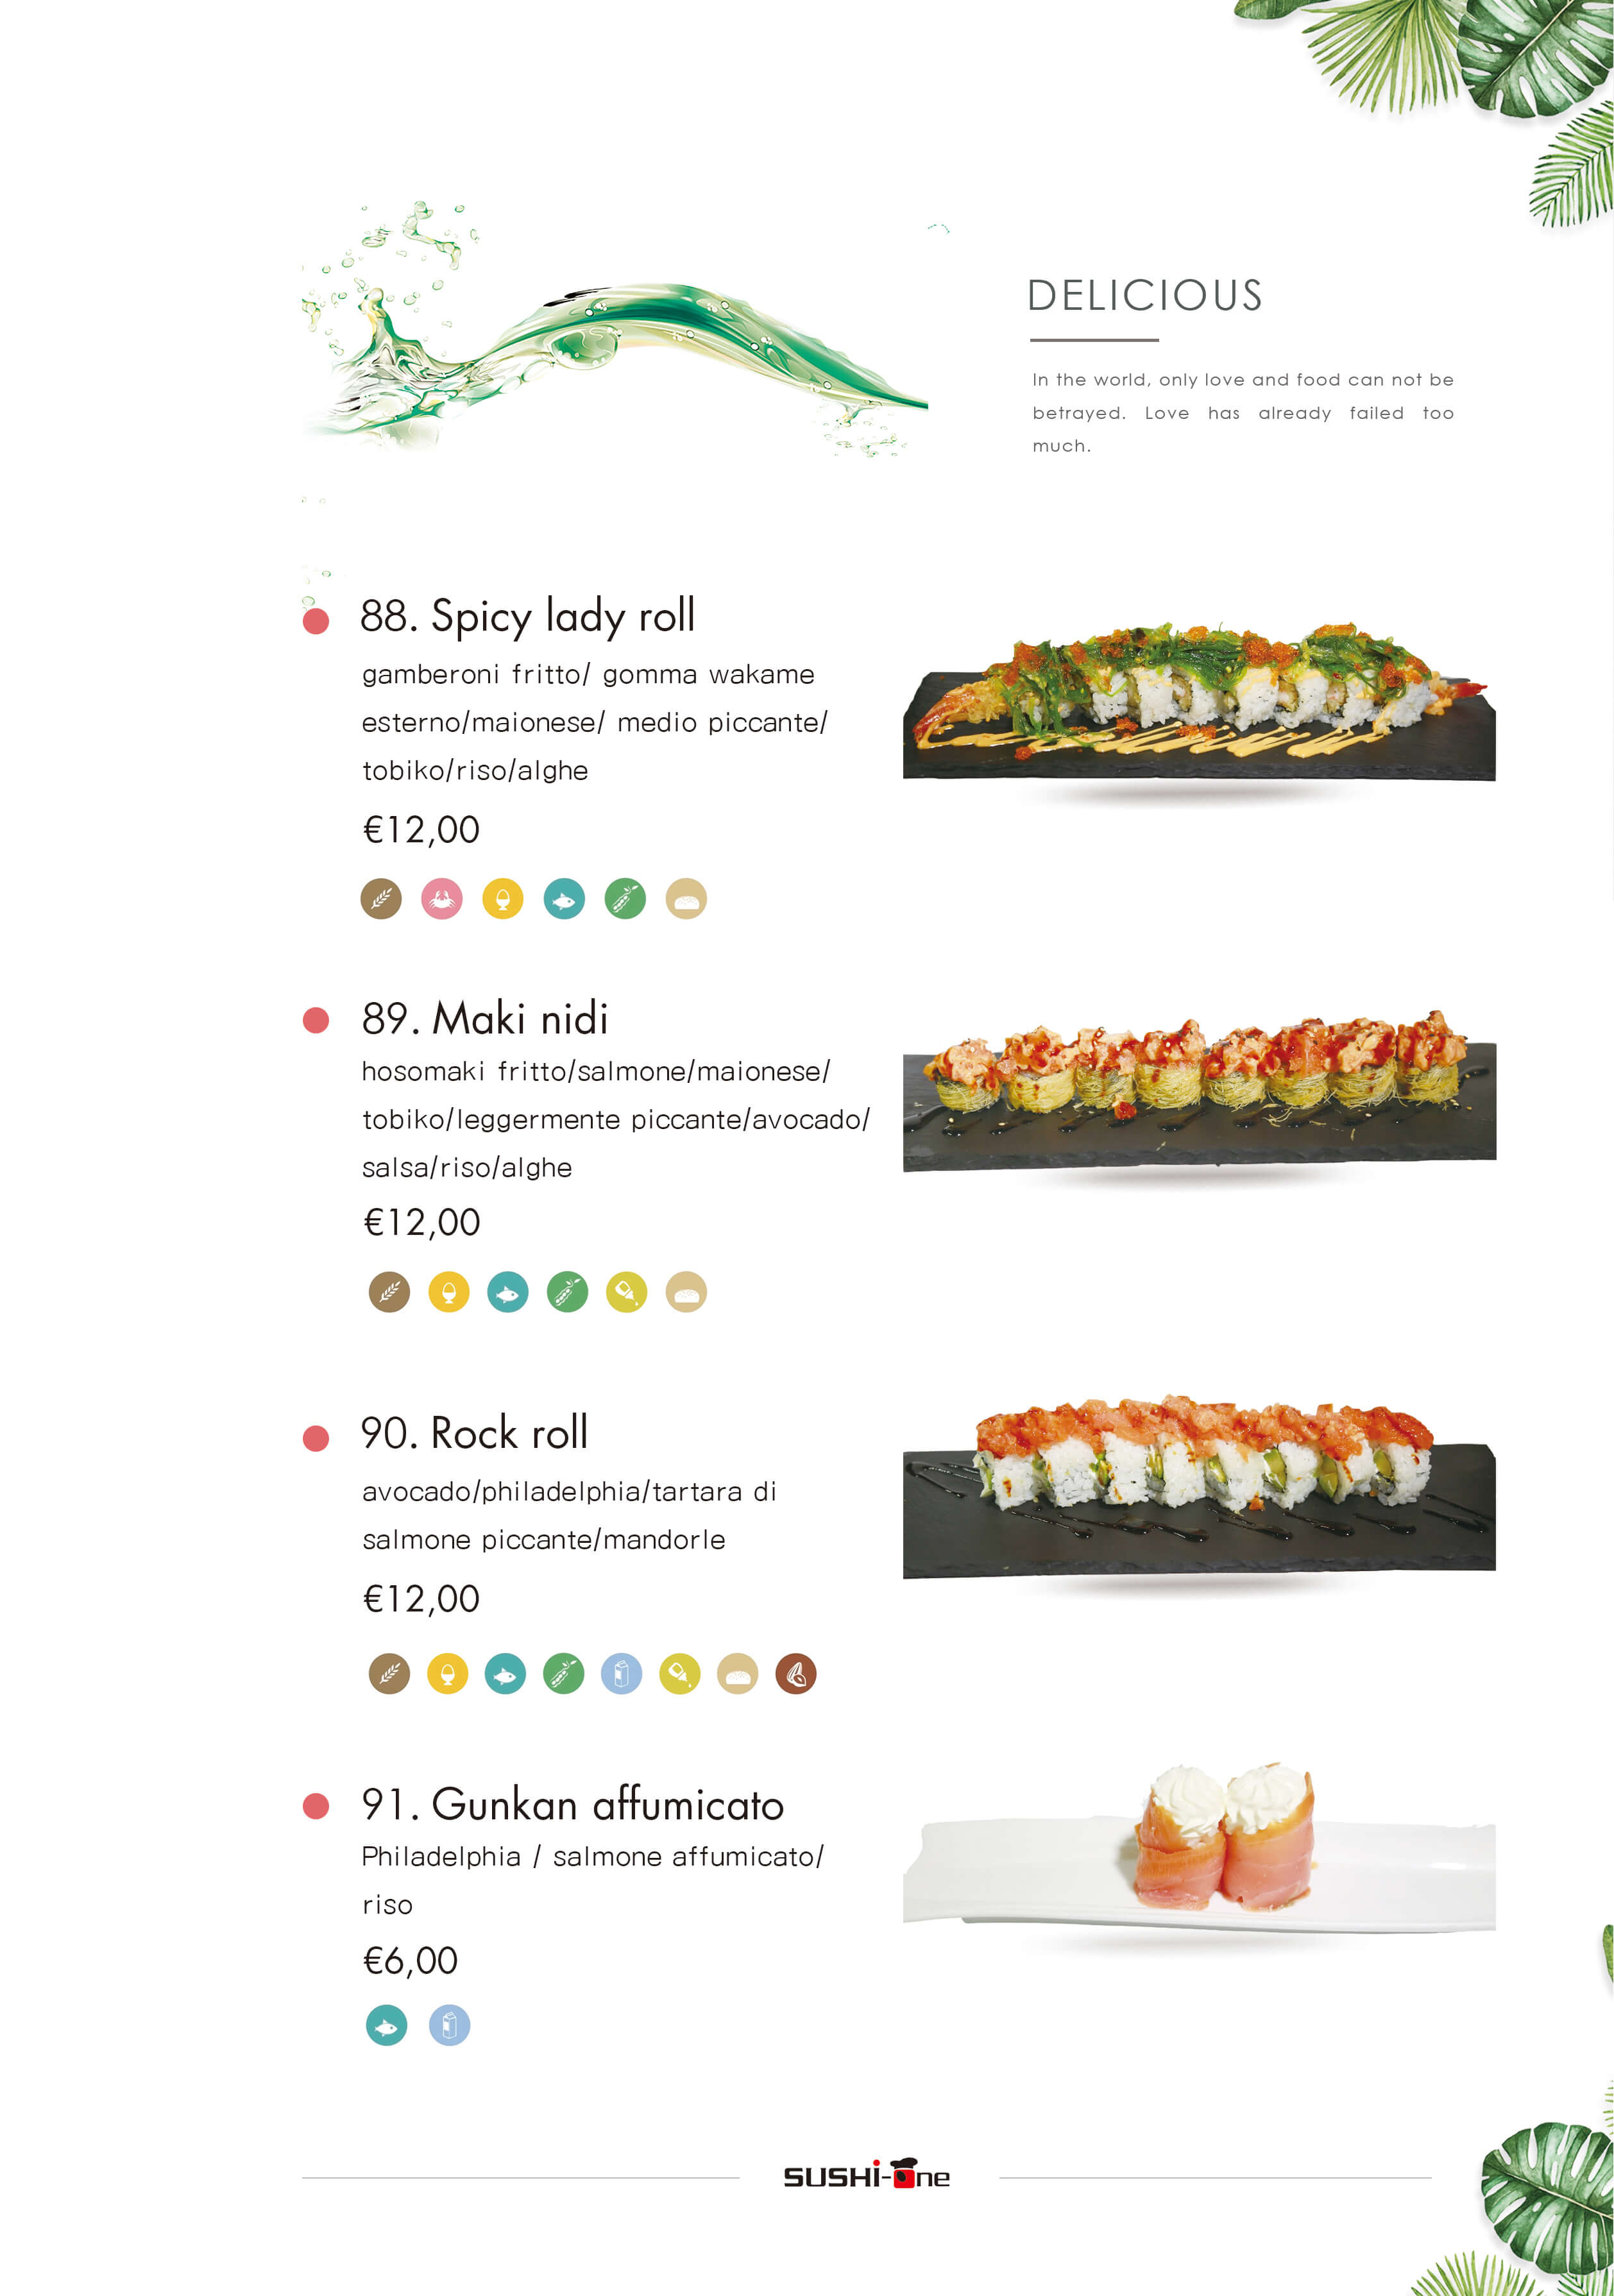 DELICIOUS
In the world, only love and food can not be
betrayed. Love has already failed too
much.
88. Spicy lady roll
gamberoni fritto/ gomma wakame
esterno/maionese/ medio piccante/
tobiko/riso/alghe
€12,00
89. Maki nidi
hosomaki fritto/salmone/maionese/
tobiko/leggermente piccante/avocado/
salsa/riso/alghe
€12,00
90. Rock roll
avocado/philadelphia/tartara di
salmone piccante/mandorle
€12,00
91. Gunkan affumicato
Philadelphia / salmone affumicato/
riso
€6,00
SUSHi-One